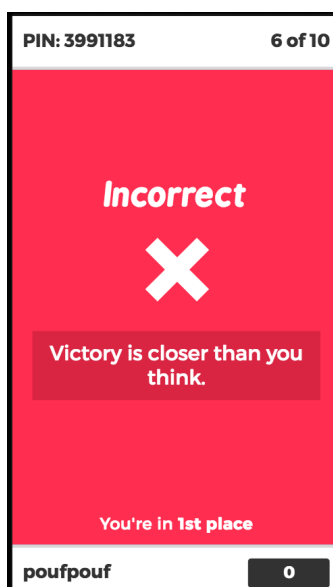 PIN: 3991183
6 of 10
Incorrect
Victory is closer than you
think.
You're in 1st place
poufpouf
0